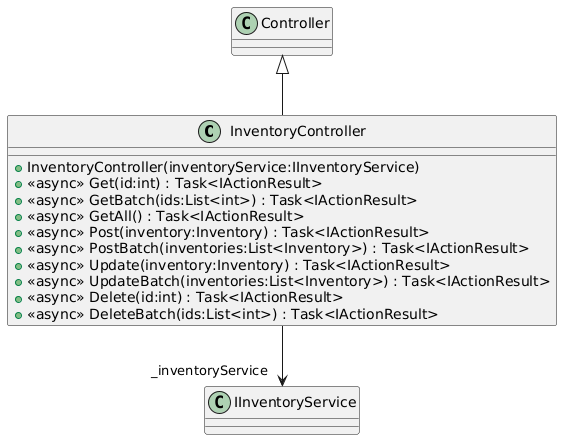 C Controller
C InventoryController
InventoryController(inventoryService:IInventoryService)
«async» Get(id:int) : Task<IActionResult>
«async» GetBatch(ids:List<int>) : Task<IActionResult>
«async» GetAll() : Task<IActionResult>
«async» Post(inventory:Inventory) : Task<IActionResult>
«async» PostBatch(inventories:List<Inventory>) : Task<IActionResult>
«async» Update(inventory:Inventory) : Task<IActionResult>
«async» UpdateBatch(inventories:List<Inventory>) : Task<IActionResult>
«async» Delete(id:int) : Task<IActionResult>
«async» DeleteBatch(ids:List<int>) : Task<IActionResult>
_inventoryService
C IInventoryService